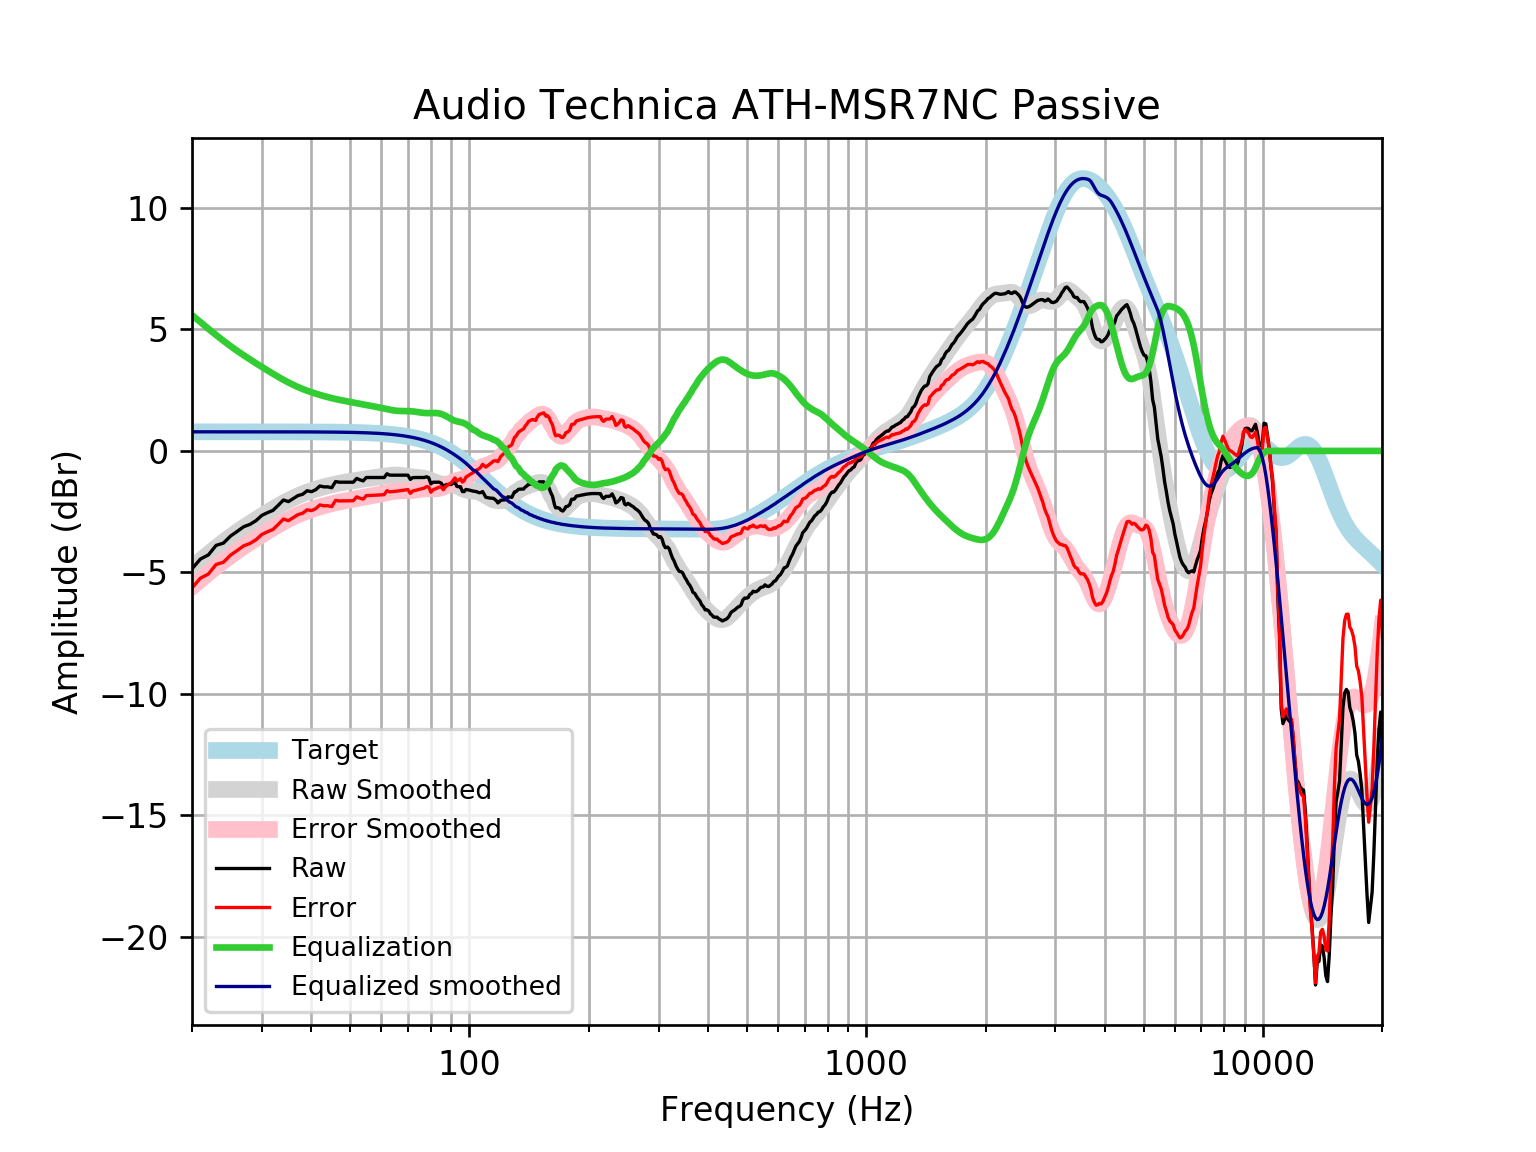 Audio Technica ATH-MSR7NC Passive
Amplitude (dBr)
10
5
0
−5
−10
−15
−20
Target
Raw Smoothed
Error Smoothed
Raw
Error
Equalization
Equalized smoothed
100
1000
10000
Frequency (Hz)